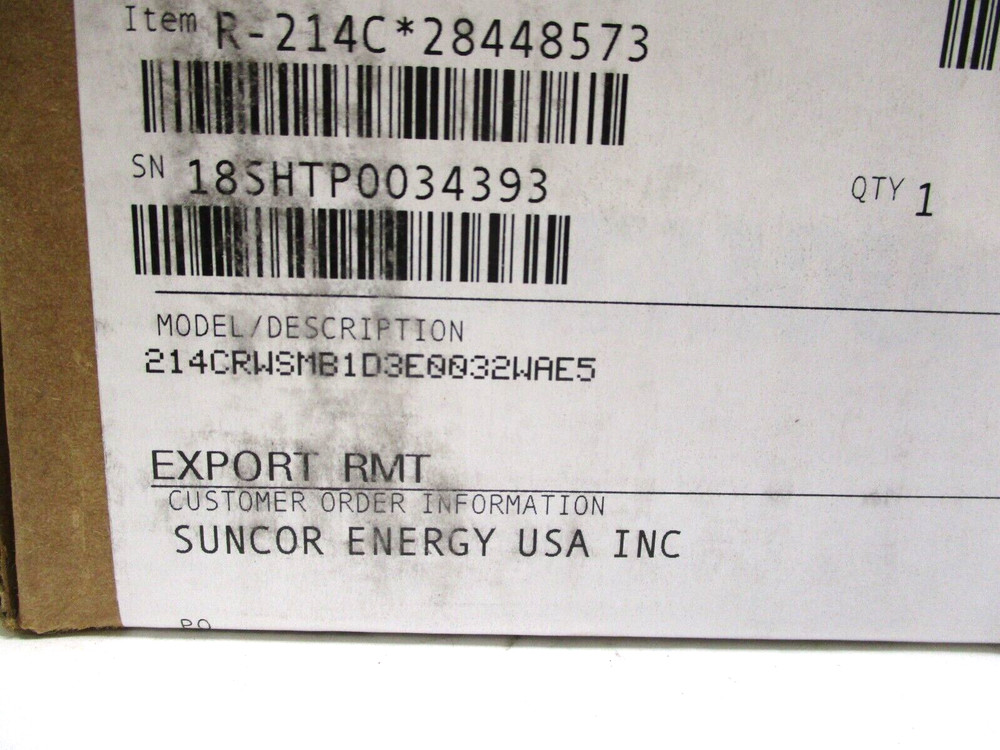 Item R-214C*28448573
SN 18SHTP0034393
QTY 1
MODEL/DESCRIPTION
214CRWSMB1D3E0032WAE5
EXPORT RMT
CUSTOMER ORDER INFORMATION
SUNCOR ENERGY USA INC
PO